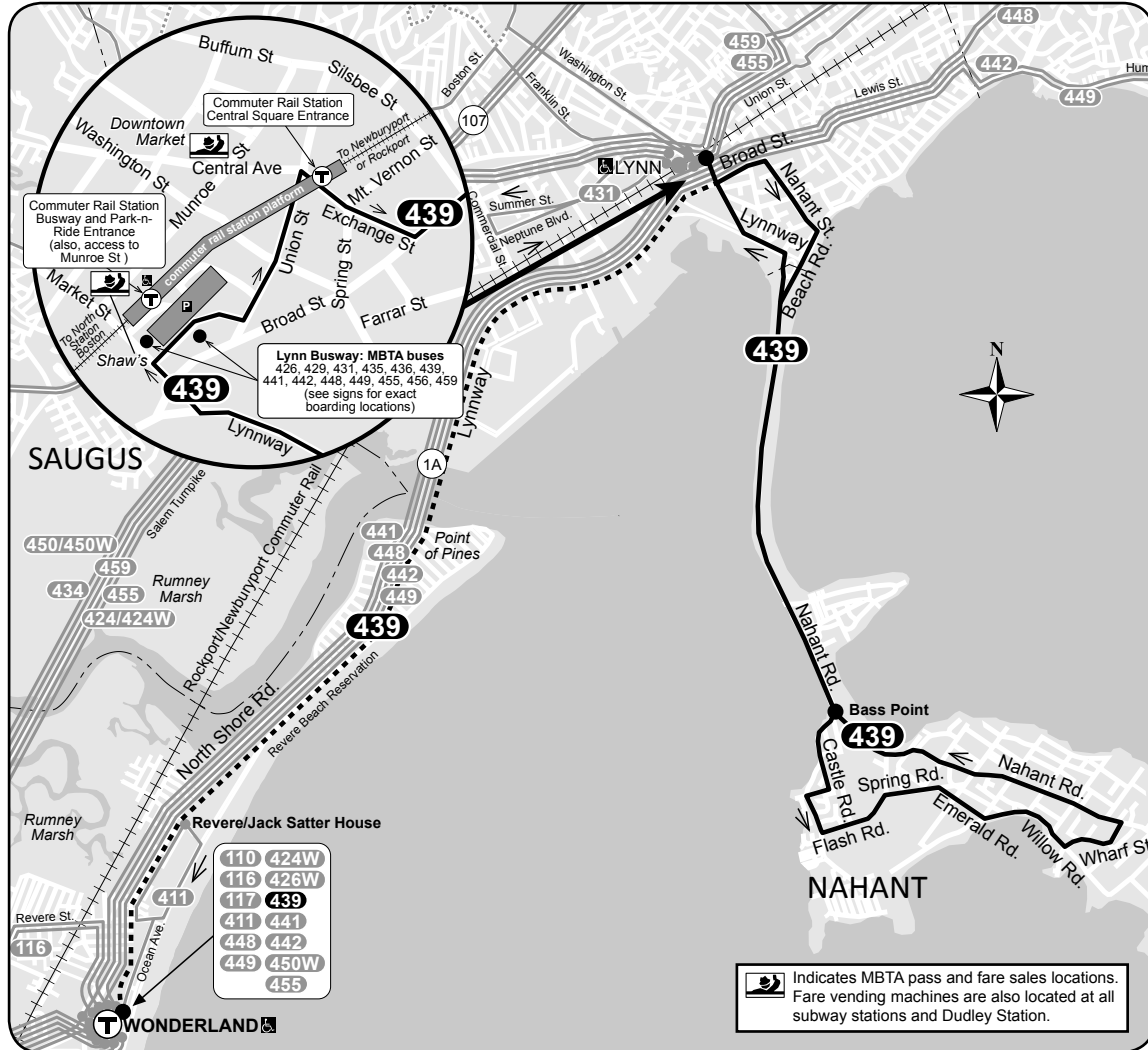 Buffum St
Silsbee St
Commuter Rail Station
Central Square Entrance
Downtown
Market
Washington St
Central Ave
Munroe St
To Newburyport
or Rockport
Mt. Vernon St
Commuter Rail Station
Busway and Park-n-
Ride Entrance
(also, access to
Munroe St )
T
T
commuter rail station platform
Union St
Exchange St
439
Spring St
Market St
P
Broad St
Farrar St
To North
Station
Boston
Shaw's
Lynn Busway: MBTA buses
426, 429, 431, 435, 436, 439,
441, 442, 448, 449, 455, 456, 459
(see signs for exact
boarding locations)
439
Lynnway
Boston St.
107
Franklin St.
Washington St.
459
455
Union St.
Lewis St.
448
442
449
Hum
LYNN
Broad St.
431
Summer St.
Neptune Blvd.
Commercial St.
Nahant St.
Lynnway
Beach Rd.
439
N
SAUGUS
Lynnway
1A
Salem Turnpike
450/450W
459
434
455
424/424W
Rumney
Marsh
Rockport/Newburyport Commuter Rail
441
448
442
449
Point
of Pines
439
North Shore Rd.
Revere Beach Reservation
Nahant Rd.
Bass Point
439
Castle Rd.
Spring Rd.
Nahant Rd.
Flash Rd.
Emerald Rd.
Willow Rd.
Wharf St
NAHANT
Rumney
Marsh
Revere/Jack Satter House
110 424W
116 426W
117 439
411 441
448 442
449 450W
455
411
Revere St.
116
Ocean Ave.
T WONDERLAND
Indicates MBTA pass and fare sales locations.
Fare vending machines are also located at all
subway stations and Dudley Station.